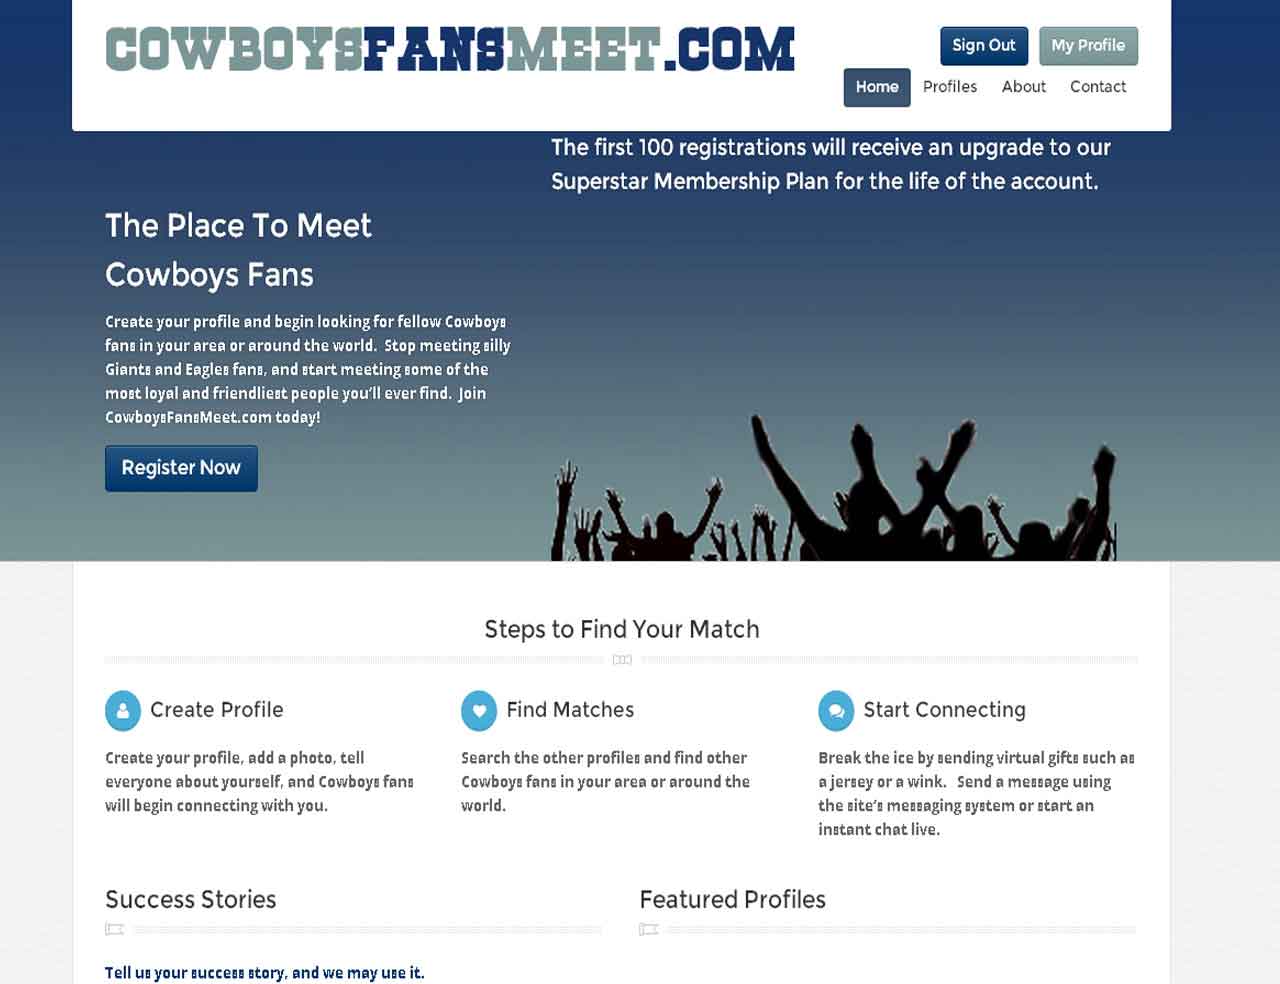 COWBOYSFANSMEET.COM
Sign Out
My Profile
Home
Profiles
About
Contact
The first 100 registrations will receive an upgrade to our
Superstar Membership Plan for the life of the account.
The Place To Meet
Cowboys Fans
Create your profile and begin looking for fellow Cowboys
fans in your area or around the world. Stop meeting silly
Giants and Eagles fans, and start meeting some of the
most loyal and friendliest people you'll ever find. Join
CowboysFansMeet.com today!
Register Now
Steps to Find Your Match
Create Profile
Create your profile, add a photo, tell
everyone about yourself, and Cowboys fans
will begin connecting with you.
Find Matches
Search the other profiles and find other
Cowboys fans in your area or around the
world.
Start Connecting
Break the ice by sending virtual gifts such as
a jersey or a wink. Send a message using
the site's messaging system or start an
instant chat live.
Success Stories
Tell us your success story, and we may use it.
Featured Profiles